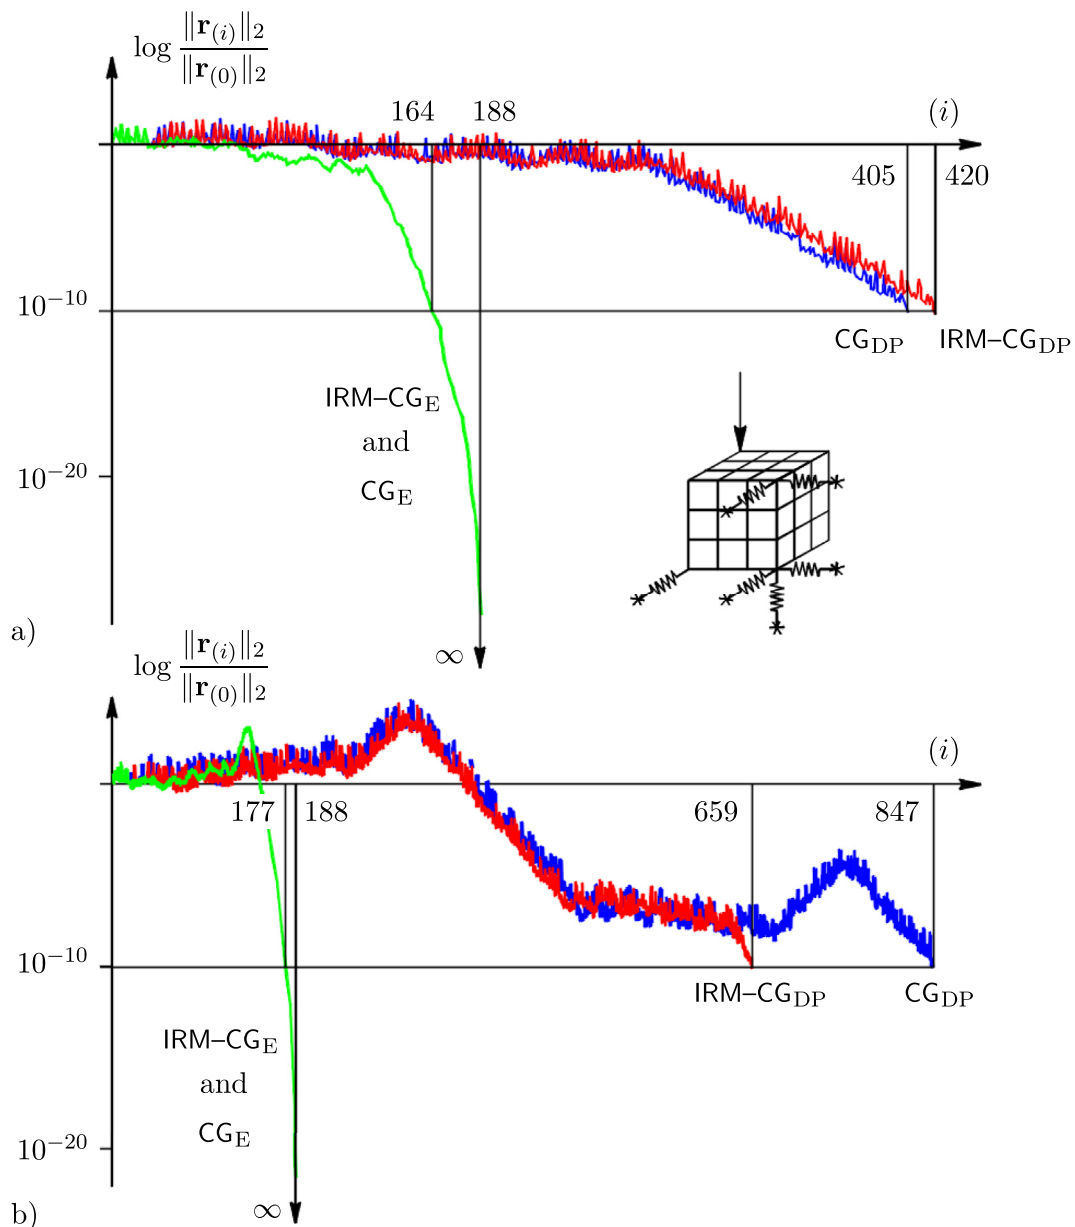 log ‖r(i)‖2 / ‖r(0)‖2
164 188 (i)
405 420
10−10
CGDP IRM–CGDP
IRM–CGE
and
CGE
10−20
a)
∞
log ‖r(i)‖2 / ‖r(0)‖2
(i)
177 188 659 847
10−10
IRM–CGDP CGDP
IRM–CGE
and
CGE
10−20
∞
b)